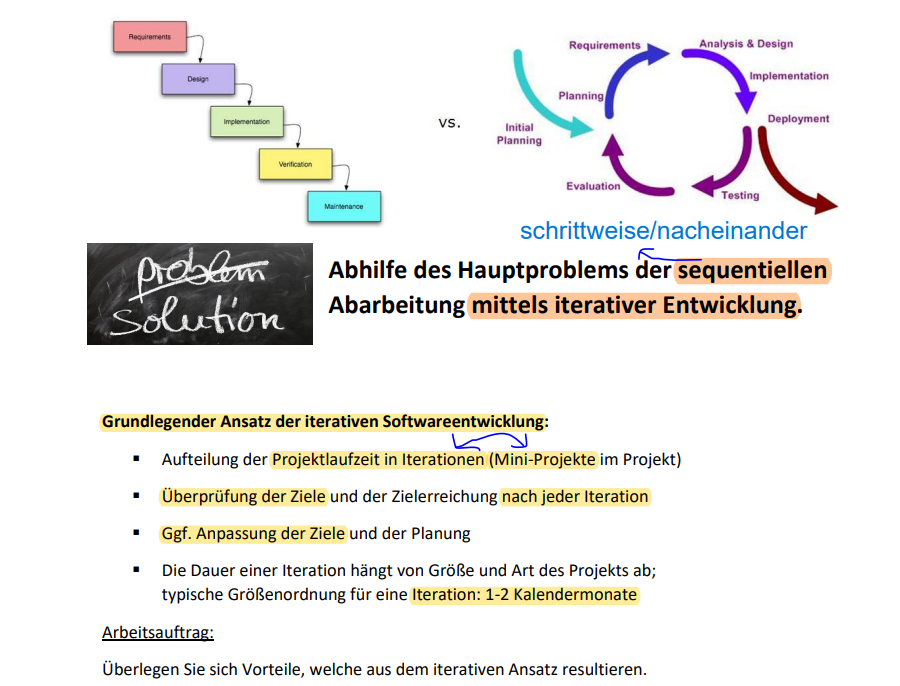 Requirements
Design
Implementation
Verification
Maintenance
vs.
Requirements
Analysis & Design
Planning
Implementation
Initial
Planning
Deployment
Evaluation
Testing
schrittweise/nacheinander
problem
solution
Abhilfe des Hauptproblems der sequentiellen
Abarbeitung mittels iterativer Entwicklung.
Grundlegender Ansatz der iterativen Softwareentwicklung:
▪ Aufteilung der Projektlaufzeit in Iterationen (Mini-Projekte im Projekt)
▪ Überprüfung der Ziele und der Zielerreichung nach jeder Iteration
▪ Ggf. Anpassung der Ziele und der Planung
▪ Die Dauer einer Iteration hängt von Größe und Art des Projekts ab;
typische Größenordnung für eine Iteration: 1-2 Kalendermonate
Arbeitsauftrag:
Überlegen Sie sich Vorteile, welche aus dem iterativen Ansatz resultieren.